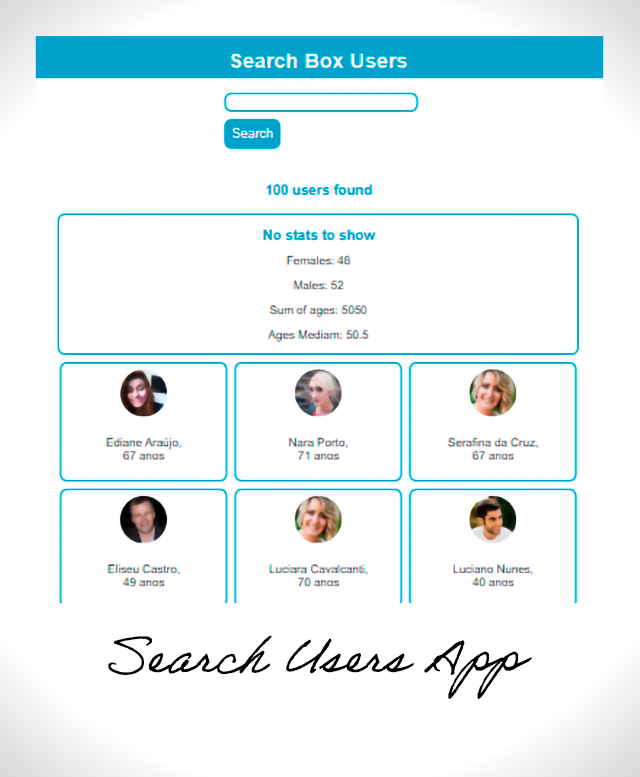 Search Box Users
Search
100 users found
No stats to show
Females: 48
Males: 52
Sum of ages: 5050
Ages Mediam: 50.5
Ediane Araújo,
67 anos
Nara Porto,
71 anos
Serafina da Cruz,
67 anos
Eliseu Castro,
49 anos
Luciara Cavalcanti,
70 anos
Luciano Nunes,
40 anos
Search Users App